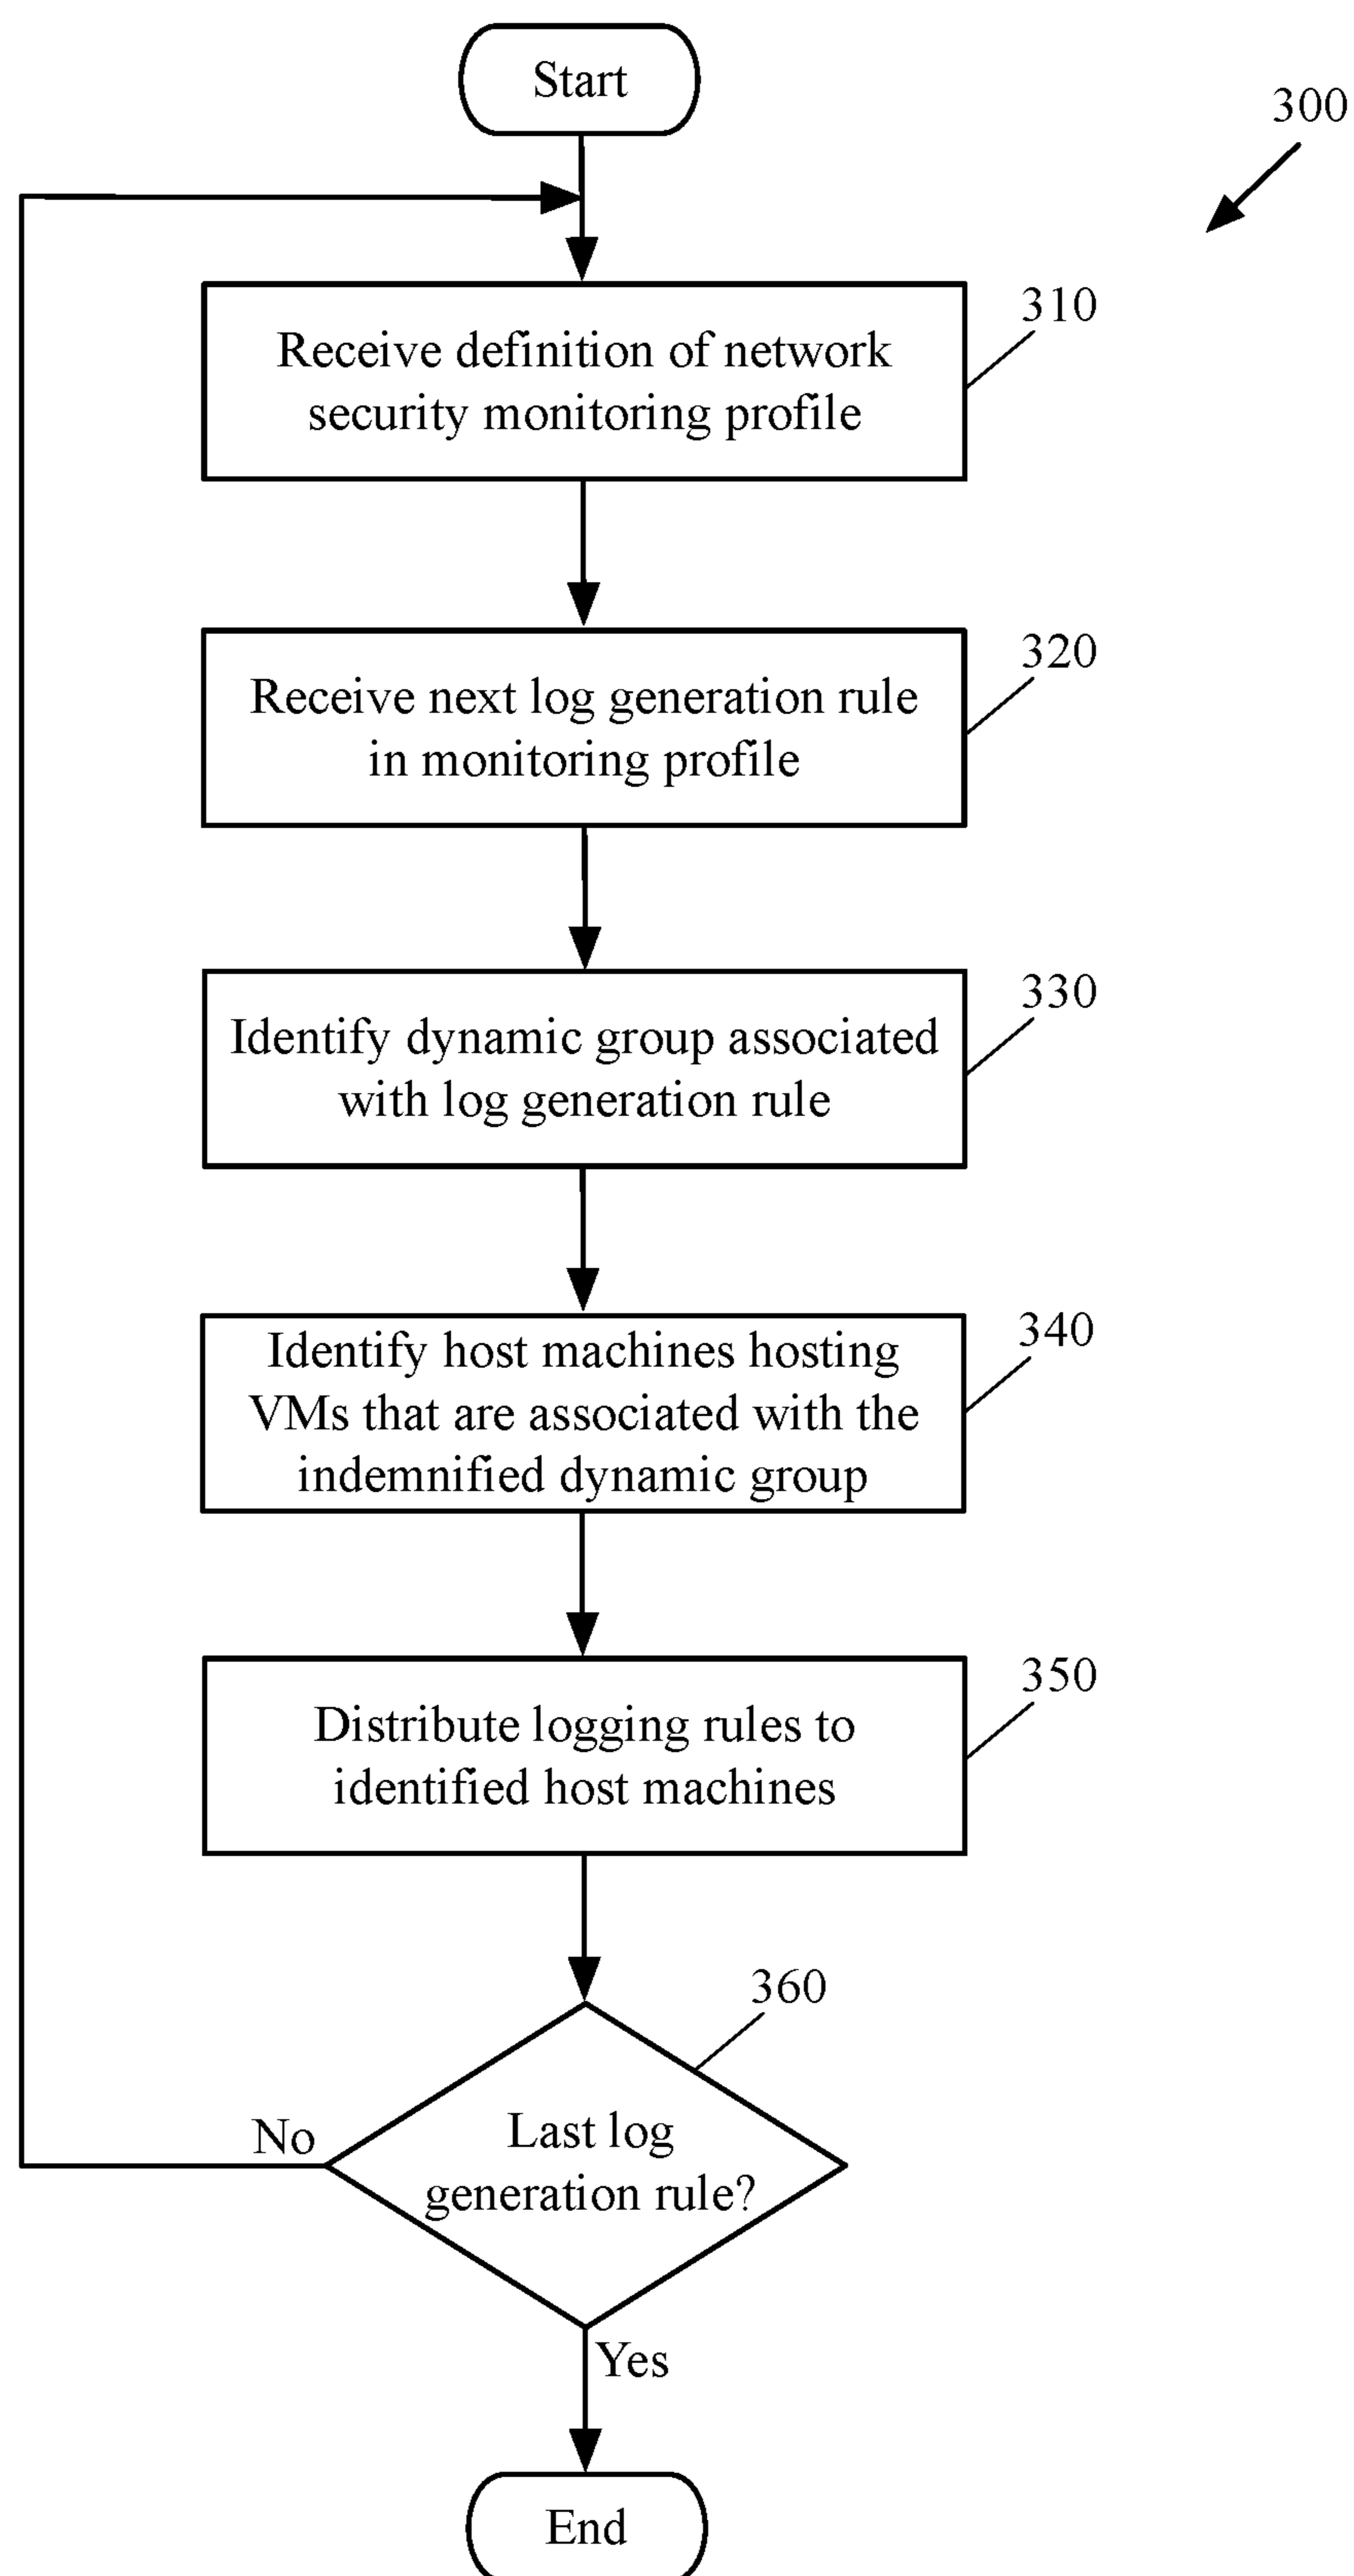 Start
300
310
Receive definition of network
security monitoring profile
320
Receive next log generation rule
in monitoring profile
330
Identify dynamic group associated
with log generation rule
340
Identify host machines hosting
VMs that are associated with the
indemnified dynamic group
350
Distribute logging rules to
identified host machines
360
Last log
generation rule?
No
Yes
End